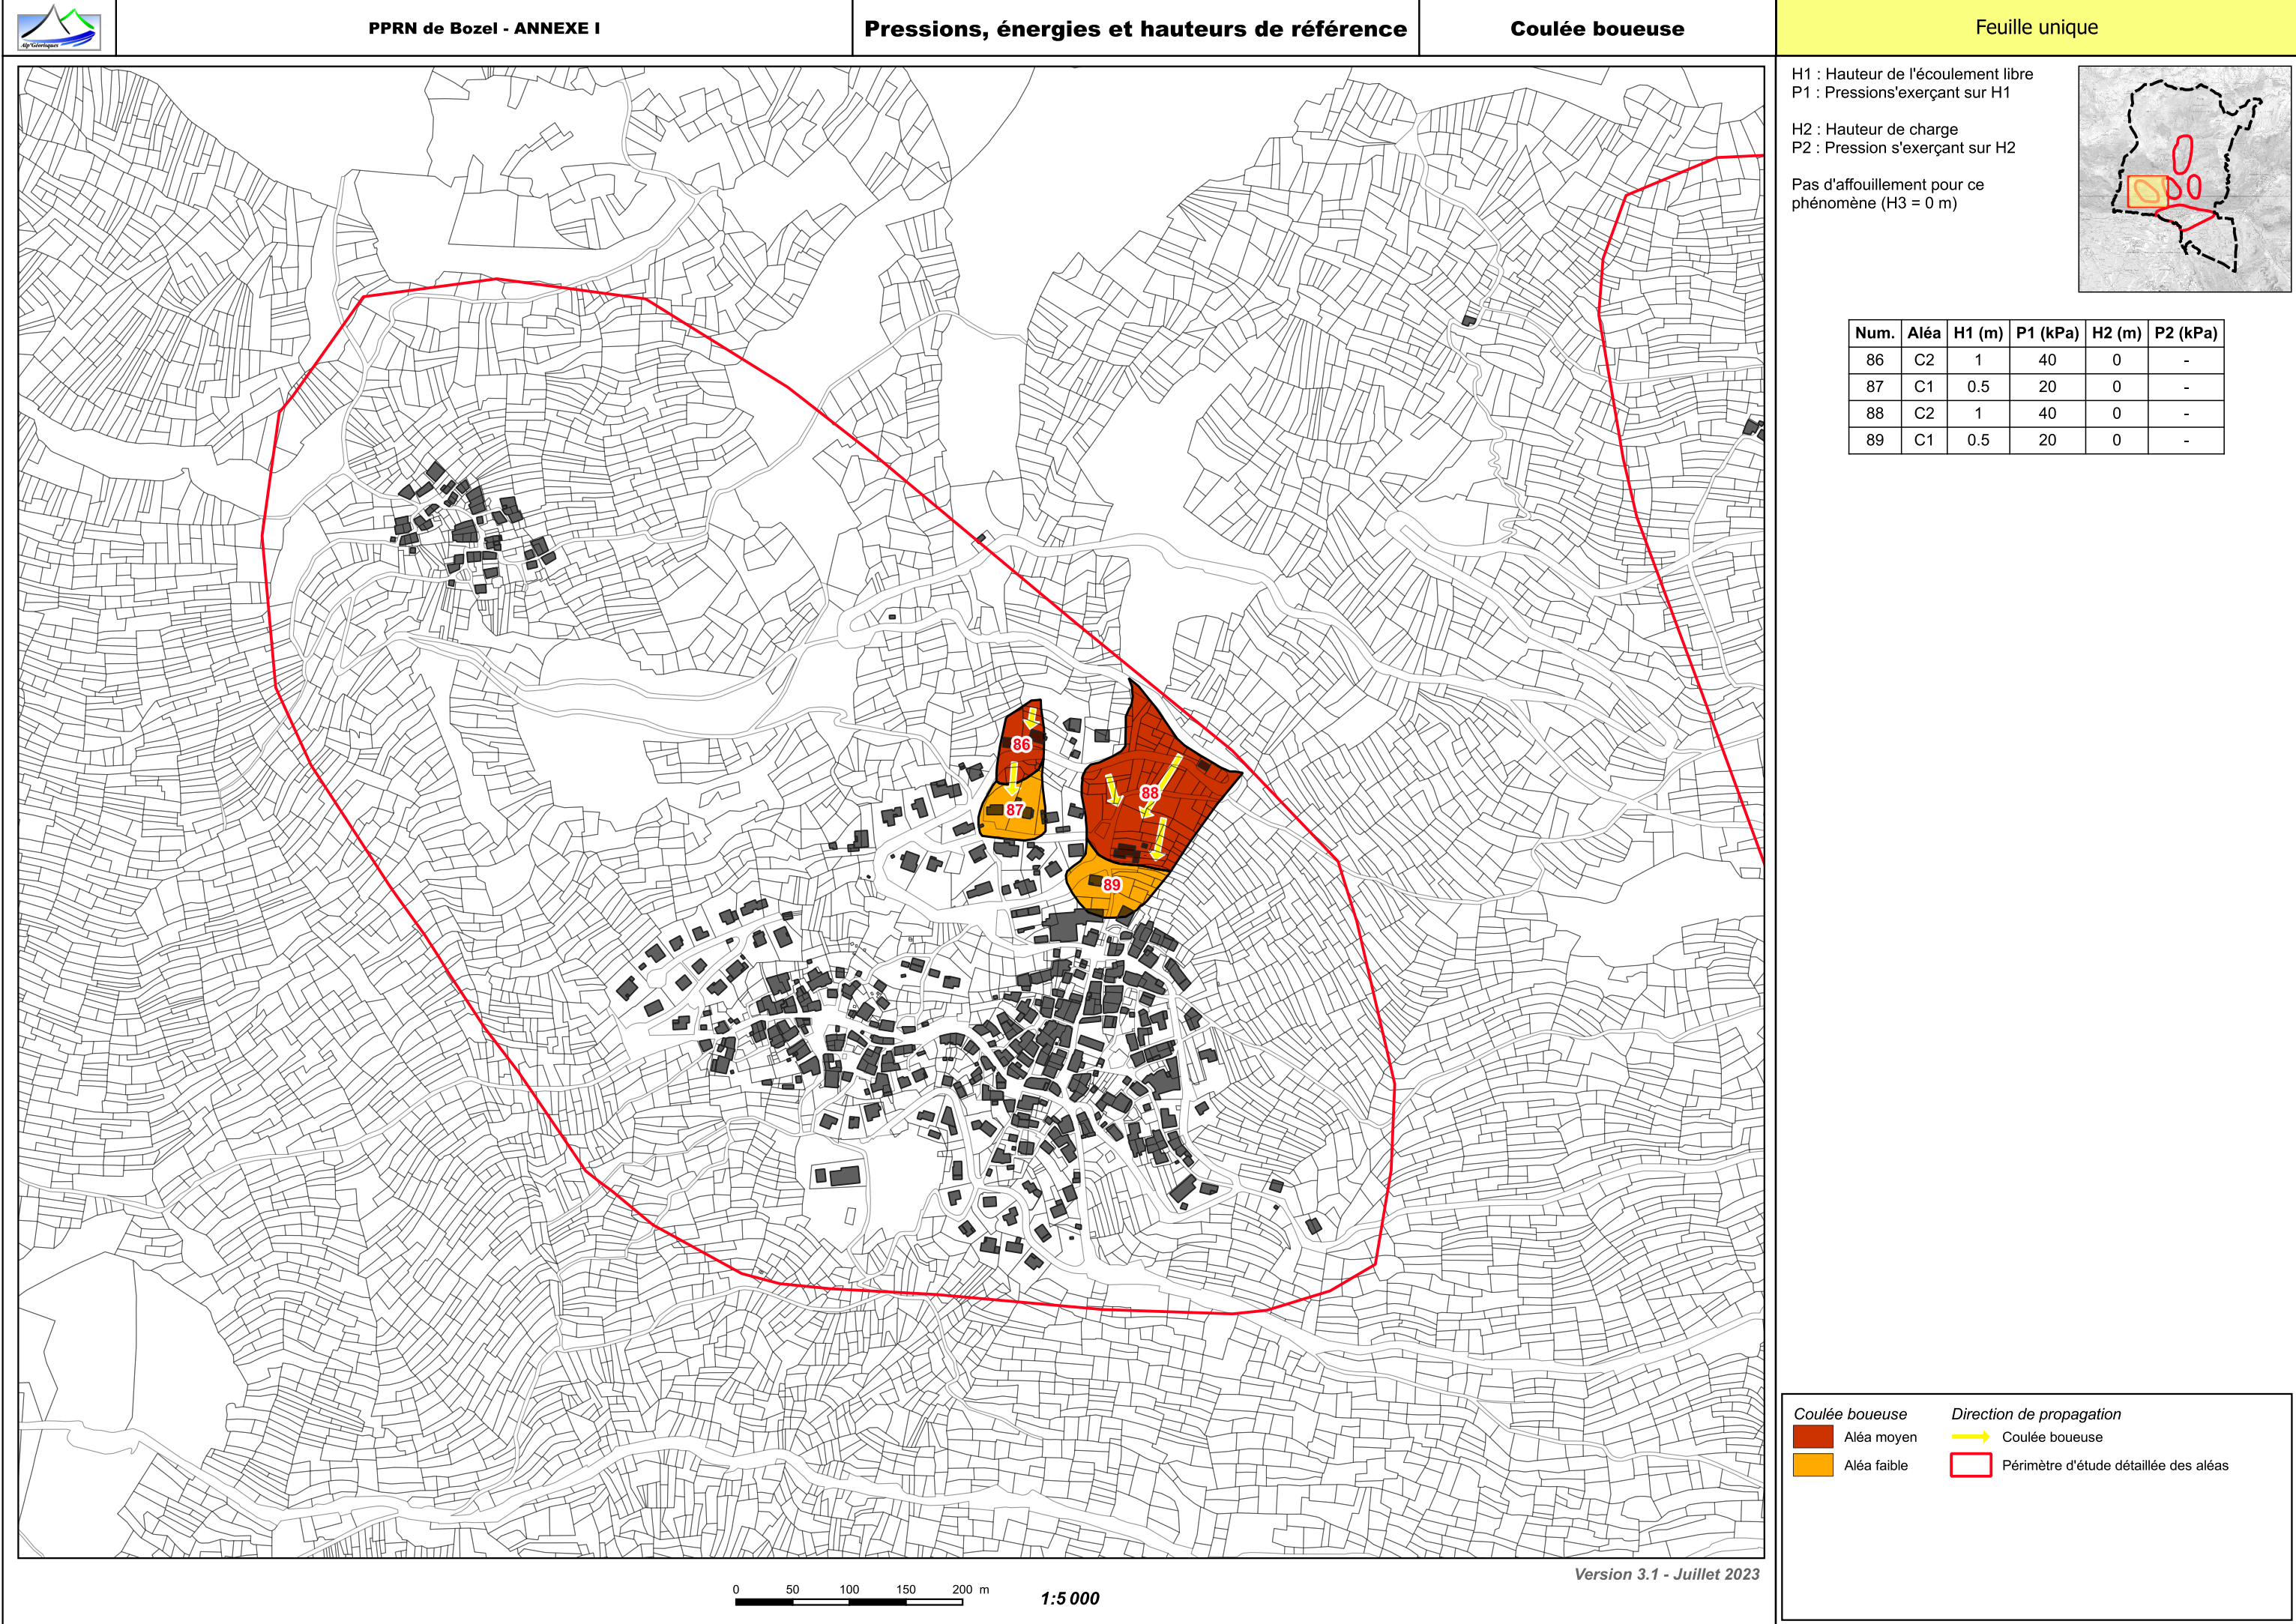 Alp'Géorisques
PPRN de Bozel - ANNEXE I
Pressions, énergies et hauteurs de référence
Coulée boueuse
Feuille unique
H1 : Hauteur de l'écoulement libre
P1 : Pressions'exerçant sur H1
H2 : Hauteur de charge
P2 : Pression s'exerçant sur H2
Pas d'affouillement pour ce
phénomène (H3 = 0 m)
Num. Aléa H1 (m) P1 (kPa) H2 (m) P2 (kPa)
86 C2 1 40 0 -
87 C1 0.5 20 0 -
88 C2 1 40 0 -
89 C1 0.5 20 0 -
86
87
88
89
Coulée boueuse Direction de propagation
Aléa moyen Coulée boueuse
Aléa faible Périmètre d'étude détaillée des aléas
Version 3.1 - Juillet 2023
0 50 100 150 200 m
1:5 000